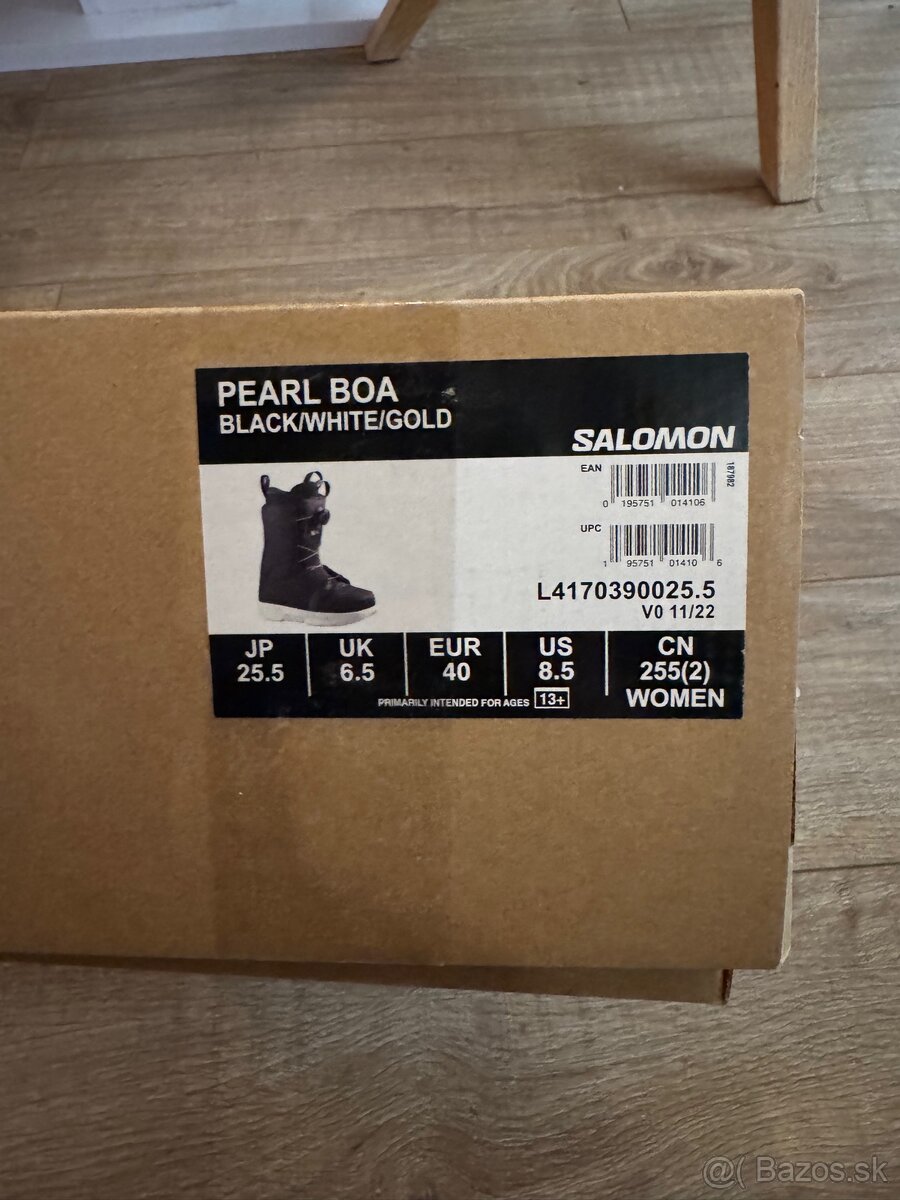 PEARL BOA
BLACK/WHITE/GOLD
SALOMON
EAN
187982
0 195751 014106
UPC
1 95751 01410 6
L4170390025.5
V0 11/22
JP UK EUR US CN
25.5 6.5 40 8.5 255(2)
WOMEN
PRIMARILY INTENDED FOR AGES 13+
@( Bazos.sk